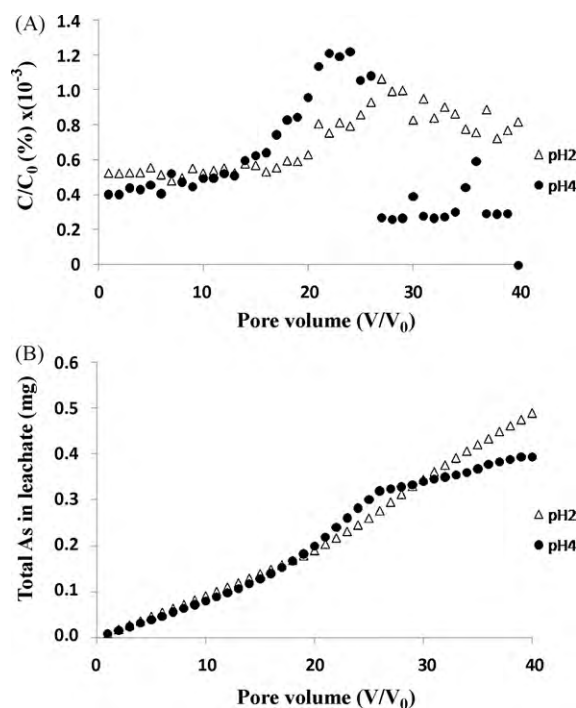 (A)
C/C₀ (%) x(10⁻³)
1.4
1.2
1.0
0.8
0.6
0.4
0.2
0
0 10 20 30 40
Pore volume (V/V₀)
△ pH2
● pH4
(B)
Total As in leachate (mg)
0.6
0.5
0.4
0.3
0.2
0.1
0.0
0 10 20 30 40
Pore volume (V/V₀)
△ pH2
● pH4